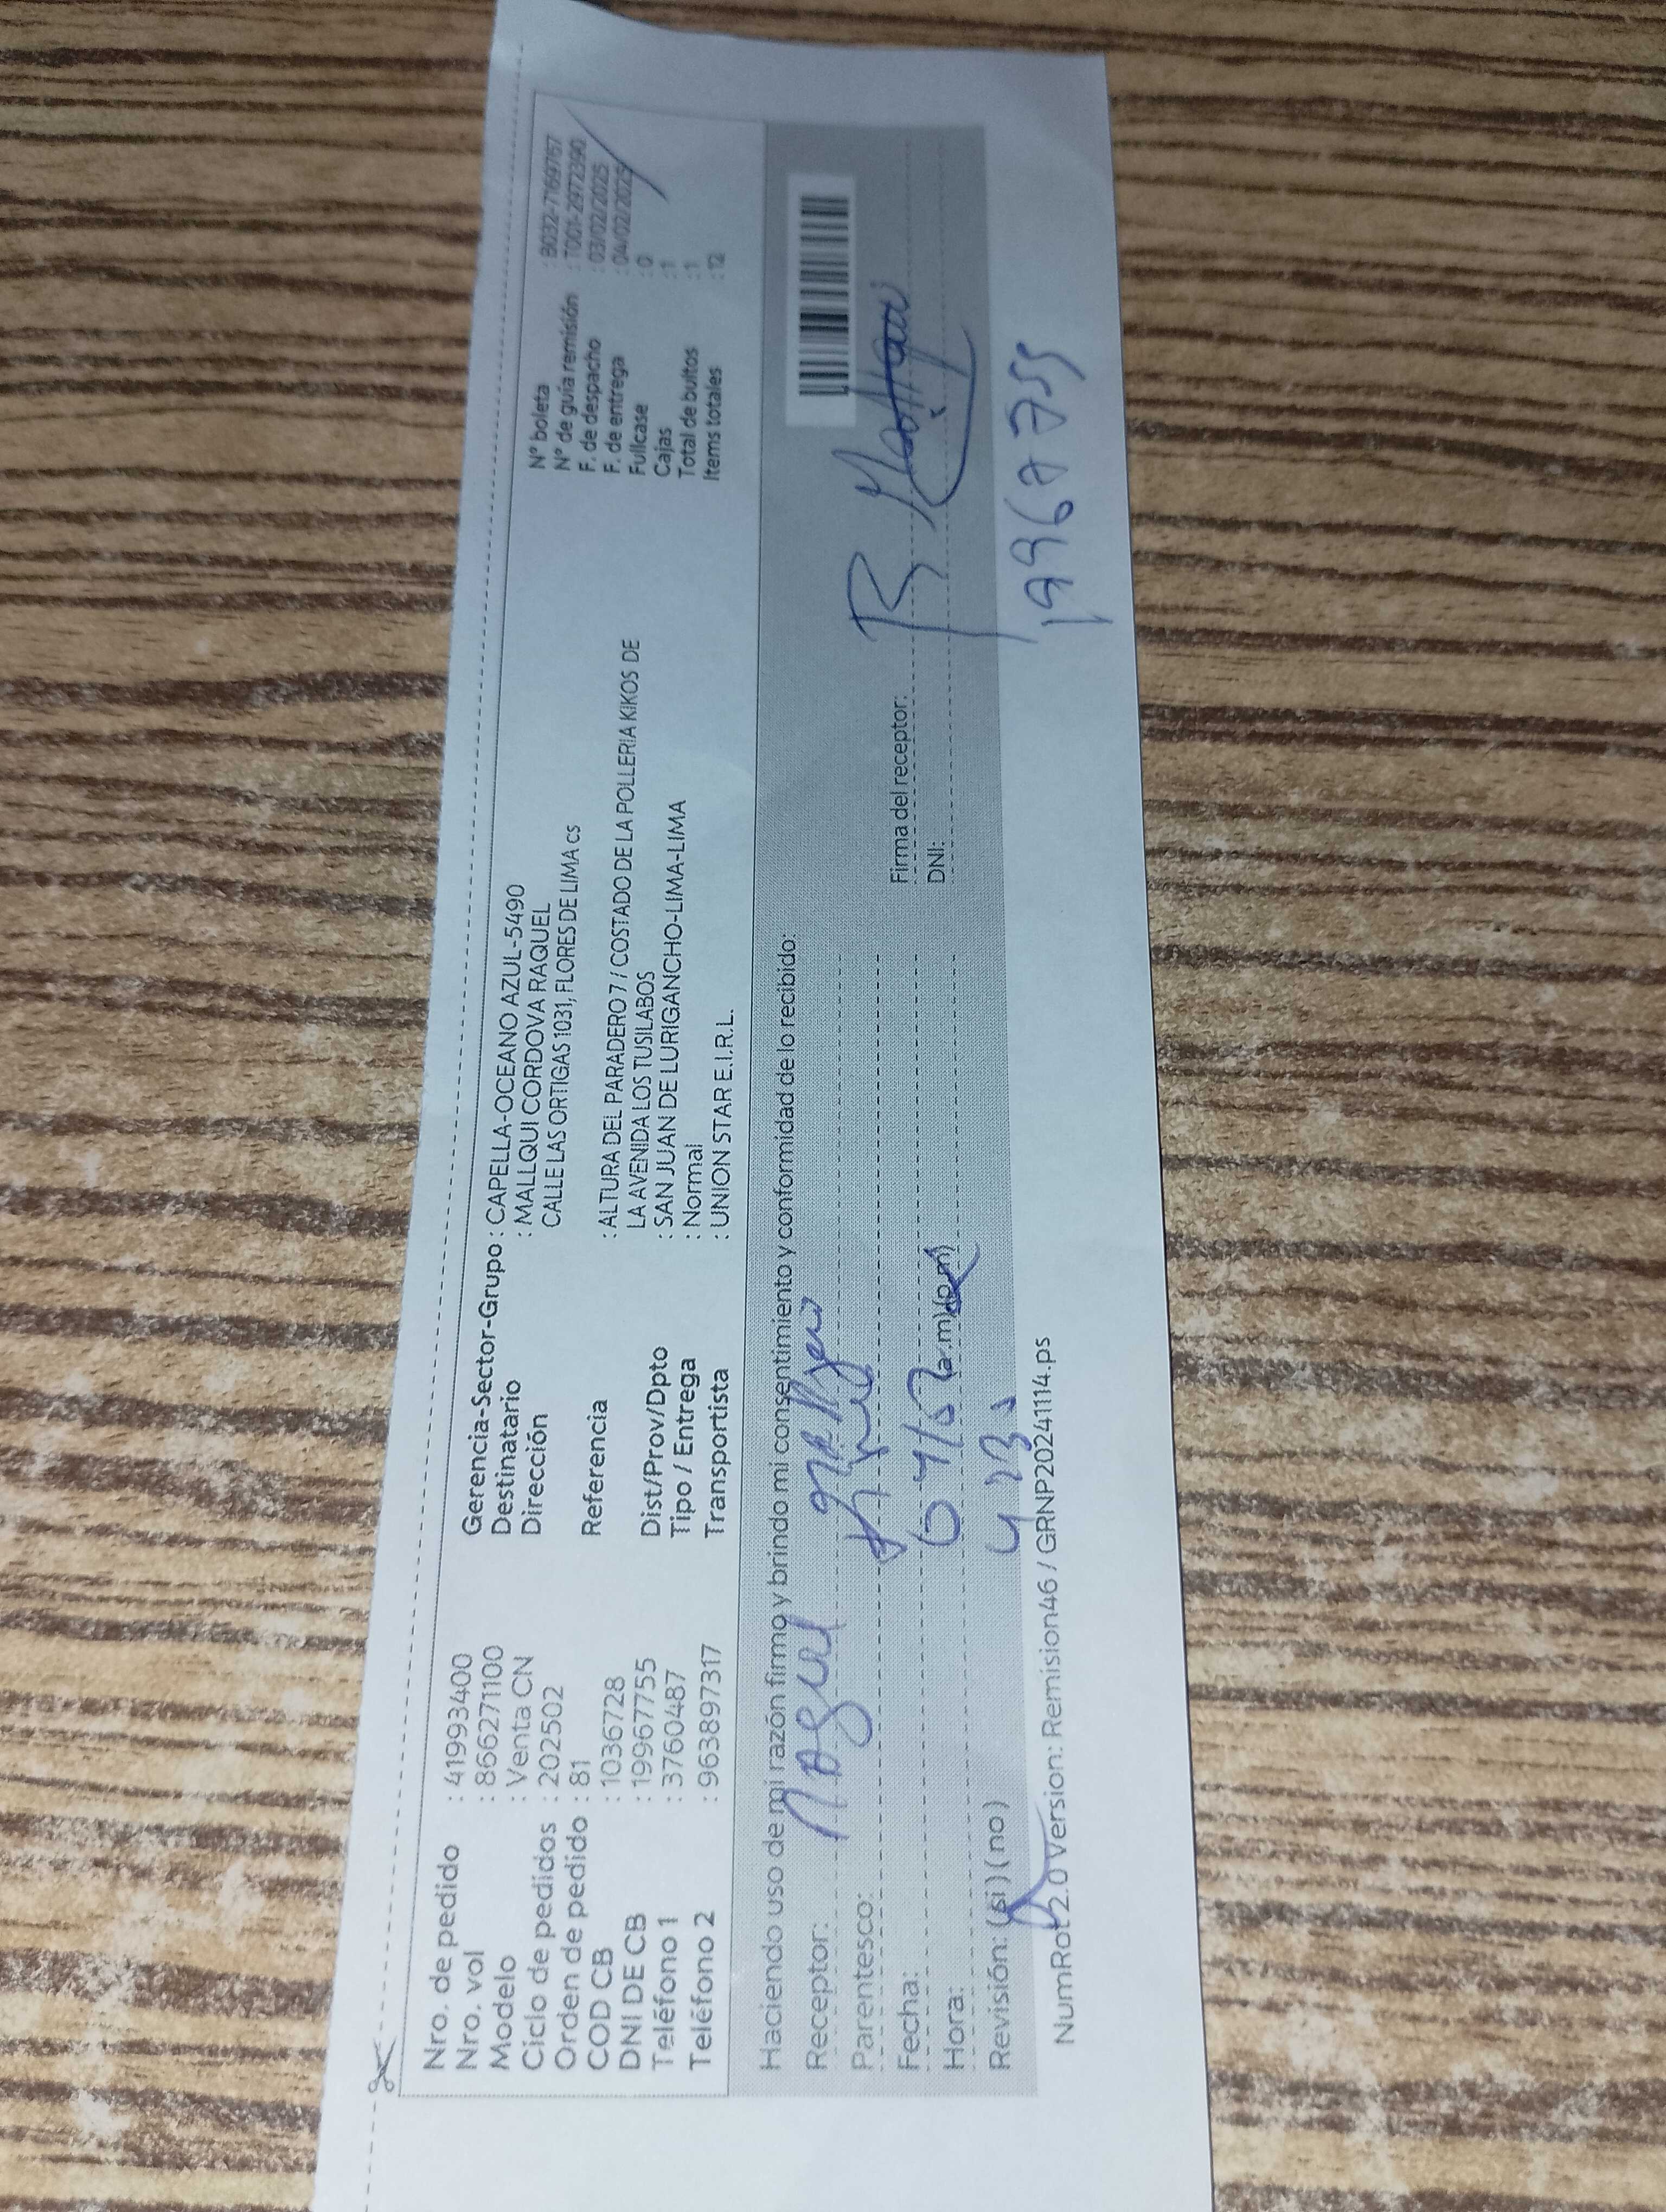 Nro. de pedido : 41993400
Nro. vol : 8662711100
Modelo : Venta CN
Ciclo de pedidos : 202502
Orden de pedido : 81
COD CB : 1036728
DNI DE CB : 19967755
Teléfono 1 : 3760487
Teléfono 2 : 963897317
Gerencia-Sector-Grupo : CAPELLA-OCEANO AZUL-5490
Destinatario : MALLQUI CORDOVA RAQUEL
Dirección CALLE LAS ORTIGAS 1031, FLORES DE LIMA cs
Referencia : ALTURA DEL PARADERO 7 / COSTADO DE LA POLLERIA KIKOS DE
LA AVENIDA LOS TUSILABOS
Dist/Prov/Dpto : SAN JUAN DE LURIGANCHO-LIMA-LIMA
Tipo / Entrega : Normal
Transportista : UNION STAR E.I.R.L.
N° boleta : B032-7169767
N° de guía remisión : T001-2972390
F. de despacho : 03/02/2025
F. de entrega : 04/02/2025
Fullcase : 0
Cajas : 1
Total de bultos : 1
Items totales : 12
Haciendo uso de mi razón firmo y brindo mi consentimiento y conformidad de lo recibido:
Receptor:
Parentesco:
Fecha: 04/02
Hora: (a.m)(p.m)
Revisión: (si) (no)
Firma del receptor:
DNI: 19967755
NumRot2.0 Version: Remision46 / GRNP20241114.ps